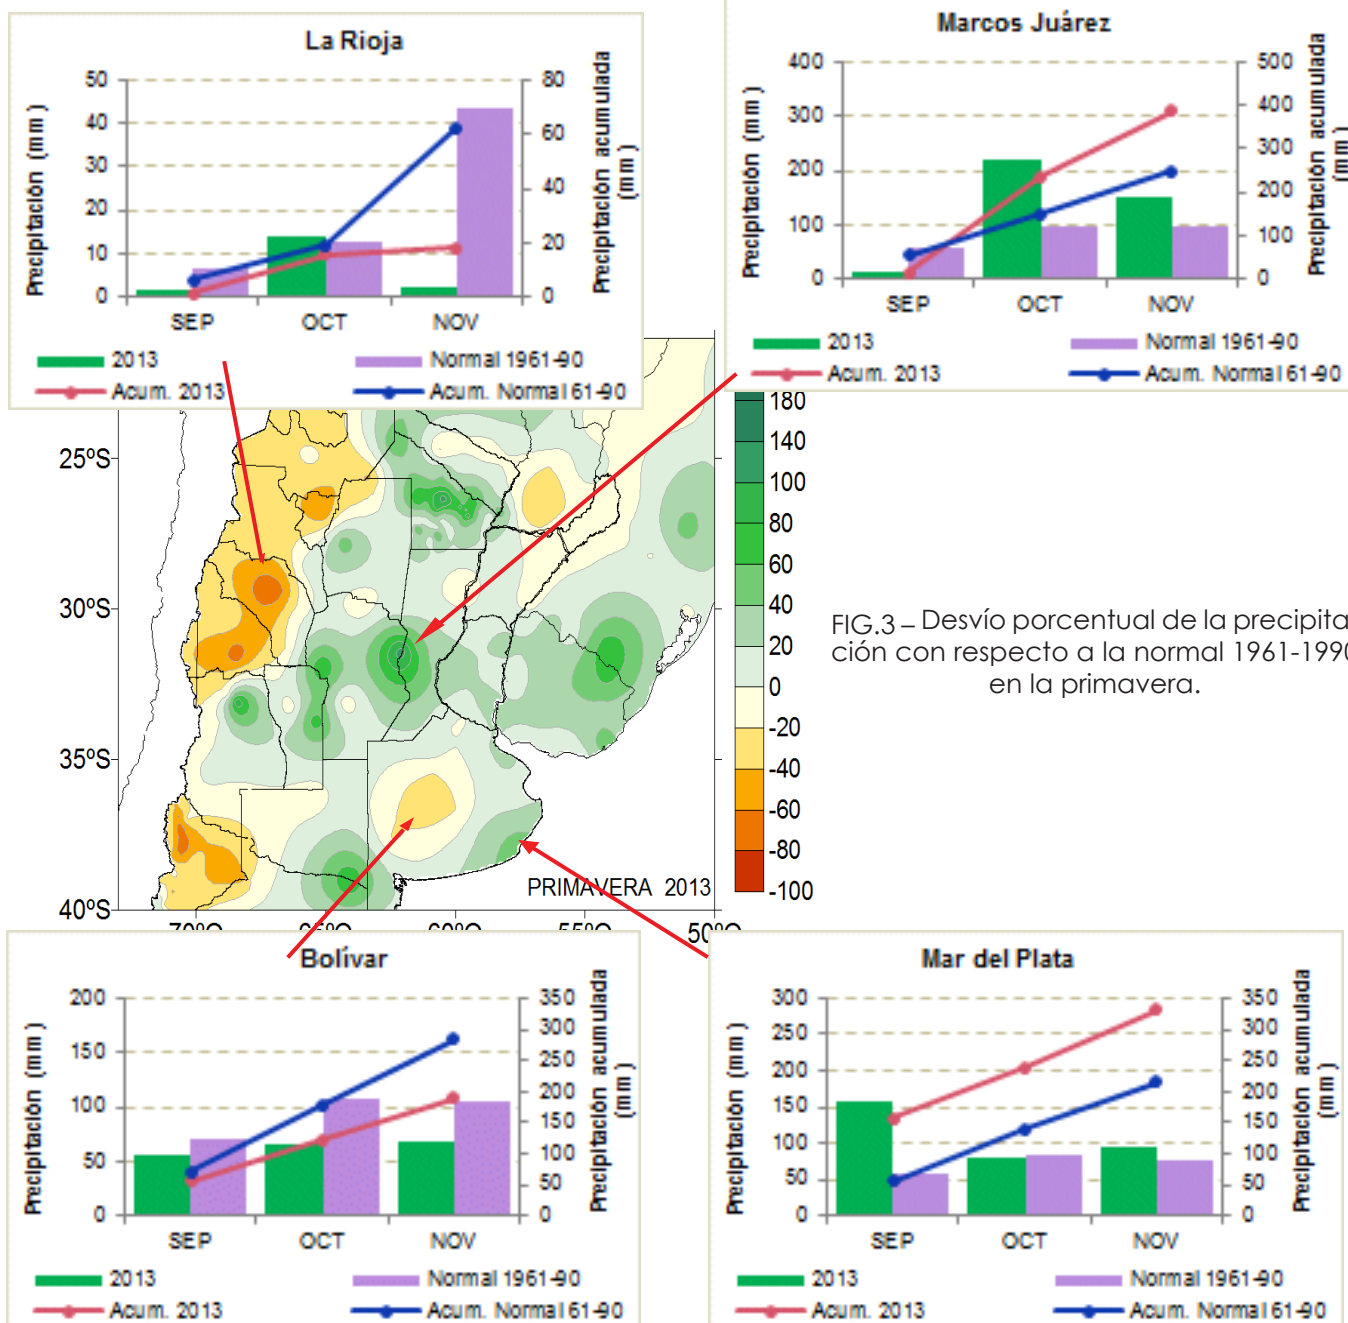 La Rioja
Precipitación (mm)
50
40
30
20
10
0
80
60
40
20
0
Precipitación acumulada
(mm)
SEP OCT NOV
2013 Normal 1961-90
Acum. 2013 Acum. Normal 61-90
Marcos Juárez
Precipitación (mm)
400
300
200
100
0
500
400
300
200
100
0
Precipitación acumulada
(mm)
SEP OCT NOV
2013 Normal 1961-90
Acum. 2013 Acum. Normal 61-90
25ºS
30ºS
35ºS
40ºS
70ºO 65ºO 60ºO 55ºO 50ºO
PRIMAVERA 2013
180
140
100
80
60
40
20
0
-20
-40
-60
-80
-100
FIG.3 – Desvío porcentual de la precipita
ción con respecto a la normal 1961-1990
en la primavera.
Bolívar
Precipitación (mm)
200
150
100
50
0
350
300
250
200
150
100
50
0
Precipitación acumulada
(mm)
SEP OCT NOV
2013 Normal 1961-90
Acum. 2013 Acum. Normal 61-90
Mar del Plata
Precipitación (mm)
300
250
200
150
100
50
0
350
300
250
200
150
100
50
0
Precipitación acumulada
(mm)
SEP OCT NOV
2013 Normal 1961-90
Acum. 2013 Acum. Normal 61-90